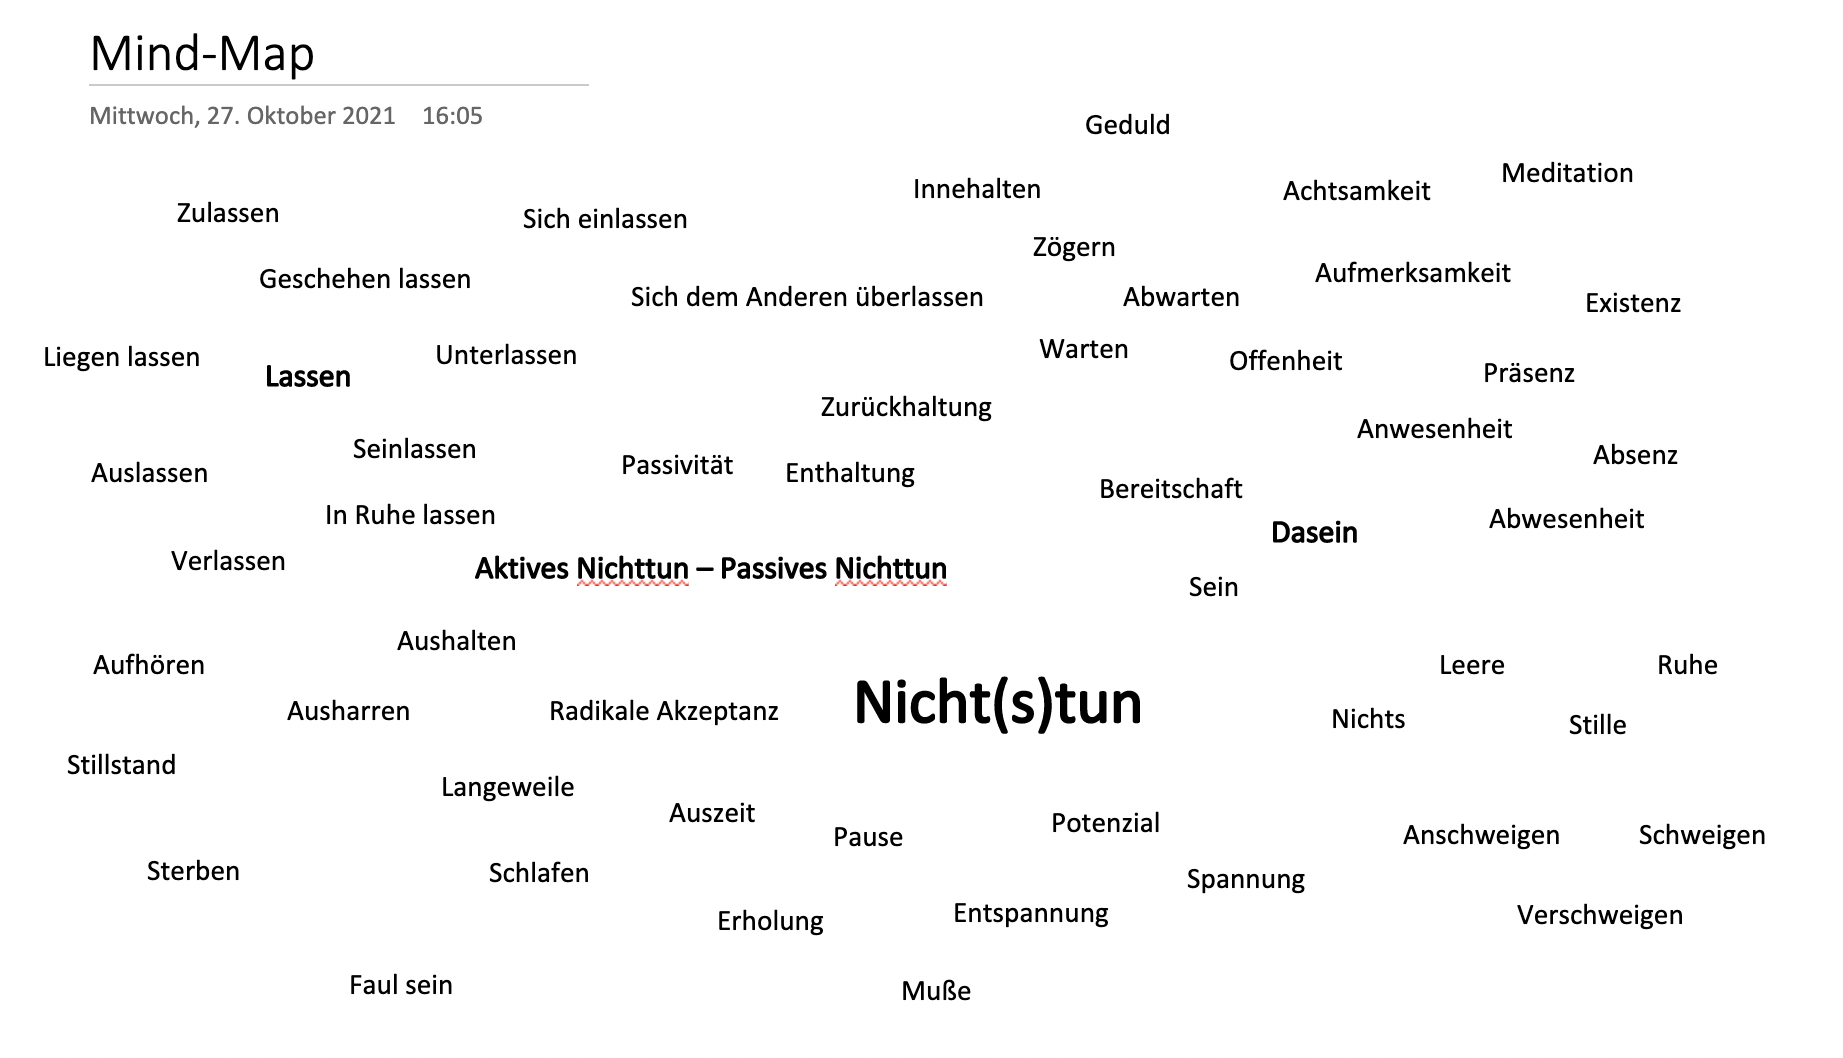 Mind-Map
Mittwoch, 27. Oktober 2021 16:05
Geduld
Meditation
Innehalten
Achtsamkeit
Zulassen
Sich einlassen
Zögern
Geschehen lassen
Aufmerksamkeit
Sich dem Anderen überlassen
Abwarten
Existenz
Liegen lassen
Unterlassen
Warten
Offenheit
Lassen
Präsenz
Zurückhaltung
Anwesenheit
Seinlassen
Absenz
Auslassen
Passivität
Enthaltung
Bereitschaft
In Ruhe lassen
Abwesenheit
Dasein
Verlassen
Aktives Nichttun – Passives Nichttun
Sein
Aushalten
Aufhören
Leere
Ruhe
Ausharren
Radikale Akzeptanz
Nicht(s)tun
Nichts
Stille
Stillstand
Langeweile
Auszeit
Pause
Potenzial
Anschweigen
Schweigen
Sterben
Schlafen
Spannung
Erholung
Entspannung
Verschweigen
Faul sein
Muße